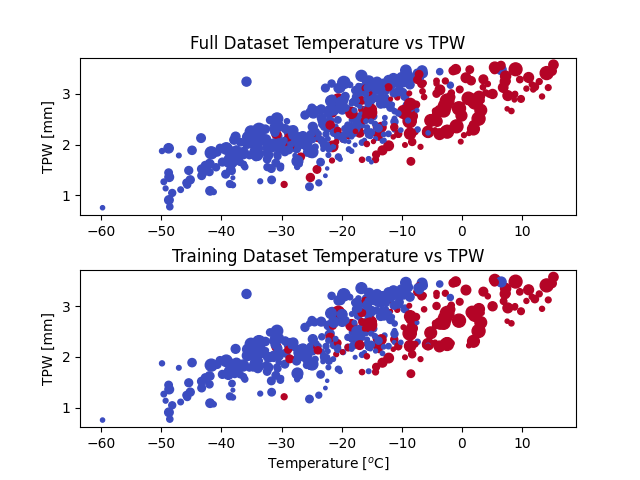 Full Dataset Temperature vs TPW
TPW [mm]
3
2
1
−60 −50 −40 −30 −20 −10 0 10
Training Dataset Temperature vs TPW
TPW [mm]
3
2
1
−60 −50 −40 −30 −20 −10 0 10
Temperature [°C]